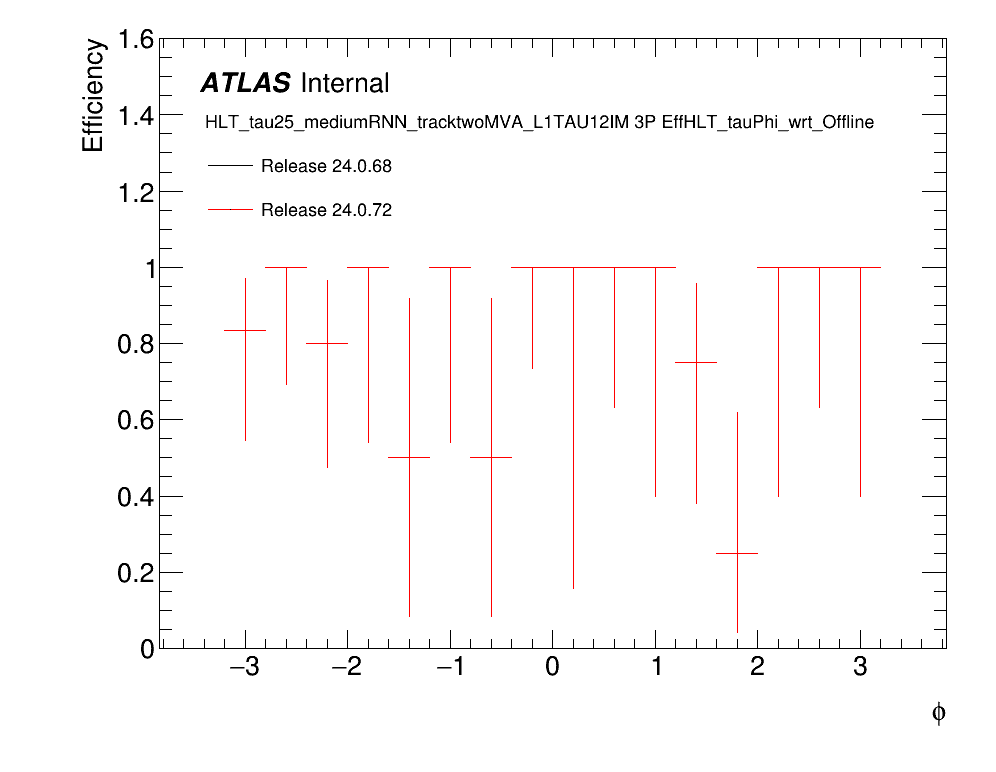 Efficiency
1.6
1.4
1.2
1
0.8
0.6
0.4
0.2
0
ATLAS Internal
HLT_tau25_mediumRNN_tracktwoMVA_L1TAU12IM 3P EffHLT_tauPhi_wrt_Offline
Release 24.0.68
Release 24.0.72
−3 −2 −1 0 1 2 3
ϕ